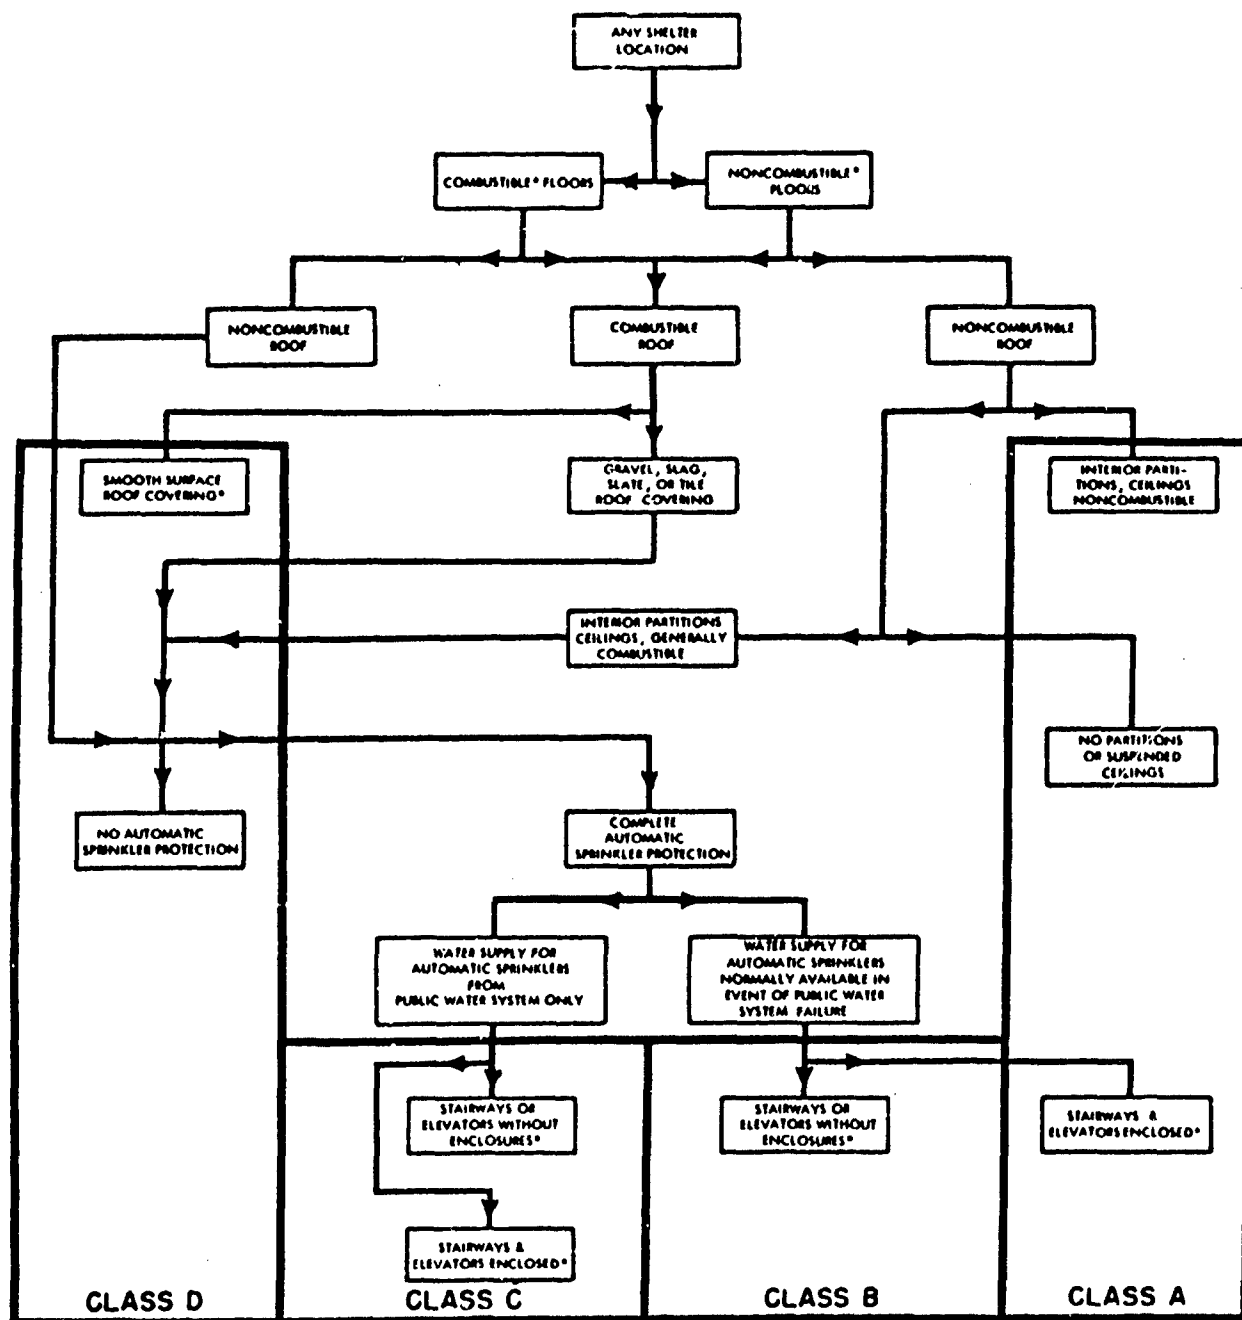 ANY SHELTER
LOCATION
COMBUSTIBLE* FLOORS
NONCOMBUSTIBLE*
FLOORS
NONCOMBUSTIBLE
ROOF
COMBUSTIBLE
ROOF
NONCOMBUSTIBLE
ROOF
SMOOTH SURFACE
ROOF COVERING*
GRAVEL, SLAG,
SLATE, OR TILE
ROOF COVERING
INTERIOR PARTI-
TIONS, CEILINGS
NONCOMBUSTIBLE
INTERIOR PARTITIONS
CEILINGS, GENERALLY
COMBUSTIBLE
NO PARTITIONS
OR SUSPENDED
CEILINGS
NO AUTOMATIC
SPRINKLER PROTECTION
COMPLETE
AUTOMATIC
SPRINKLER PROTECTION
WATER SUPPLY FOR
AUTOMATIC SPRINKLERS
FROM
PUBLIC WATER SYSTEM ONLY
WATER SUPPLY FOR
AUTOMATIC SPRINKLERS
NORMALLY AVAILABLE IN
EVENT OF PUBLIC WATER
SYSTEM FAILURE
STAIRWAYS OR
ELEVATORS WITHOUT
ENCLOSURES*
STAIRWAYS OR
ELEVATORS WITHOUT
ENCLOSURES*
STAIRWAYS &
ELEVATORS ENCLOSED*
STAIRWAYS &
ELEVATORS ENCLOSED*
CLASS D
CLASS C
CLASS B
CLASS A